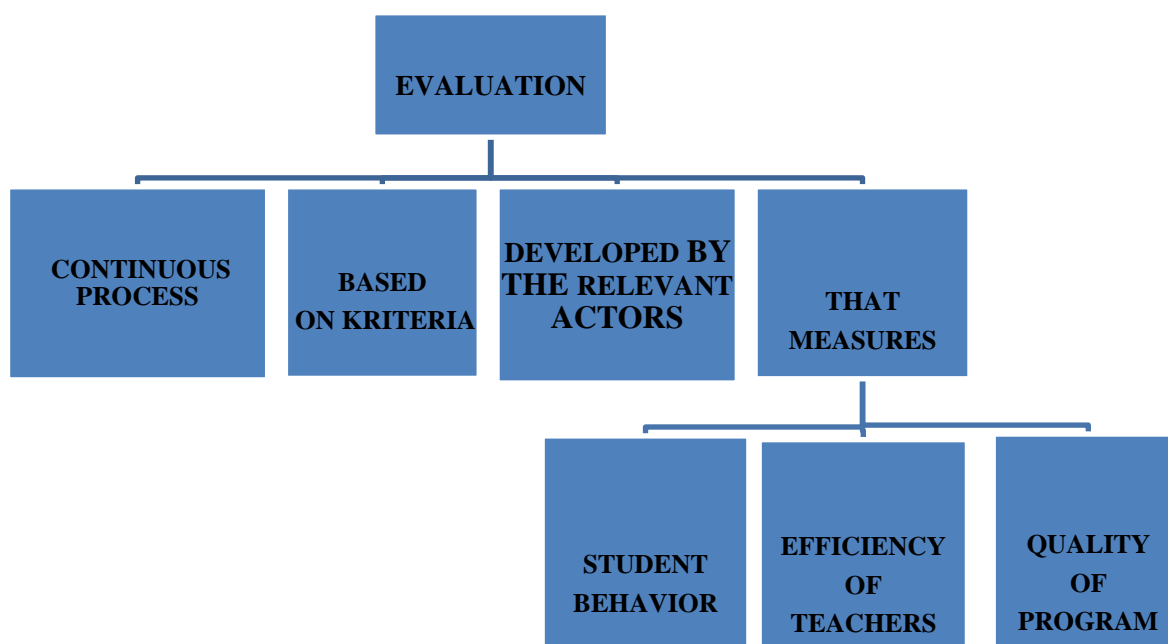 EVALUATION
CONTINUOUS
PROCESS
BASED
ON KRITERIA
DEVELOPED BY
THE RELEVANT
ACTORS
THAT
MEASURES
STUDENT
BEHAVIOR
EFFICIENCY
OF
TEACHERS
QUALITY
OF
PROGRAM